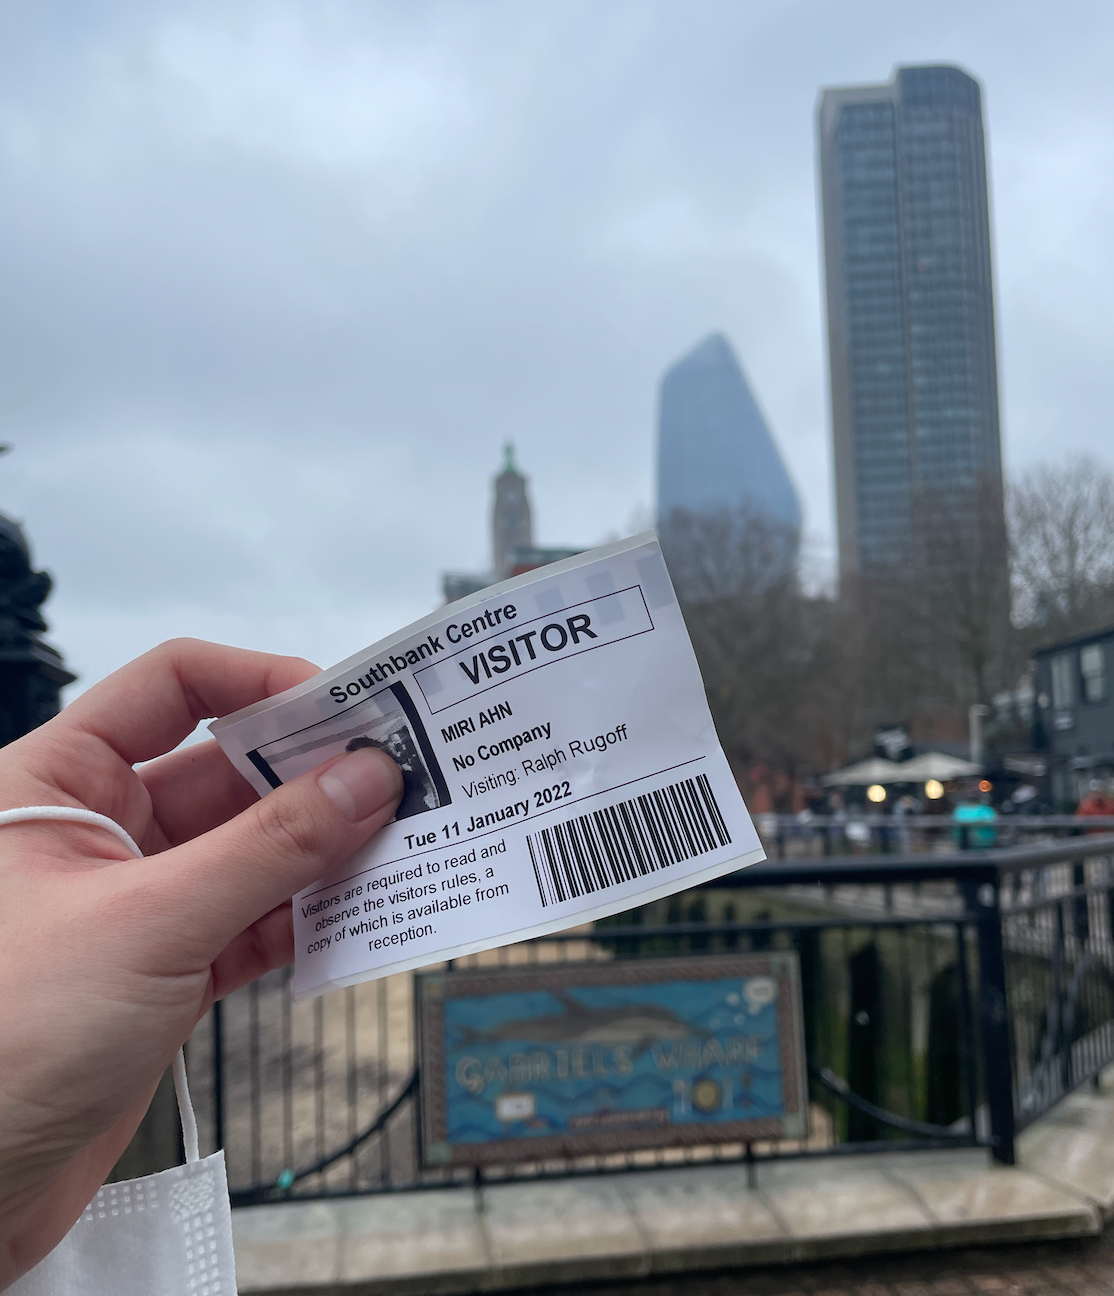 Southbank Centre
VISITOR
MIRI AHN
No Company
Visiting: Ralph Rugoff
Tue 11 January 2022
Visitors are required to read and
observe the visitors rules, a
copy of which is available from
reception.
GABRIELS WHARF